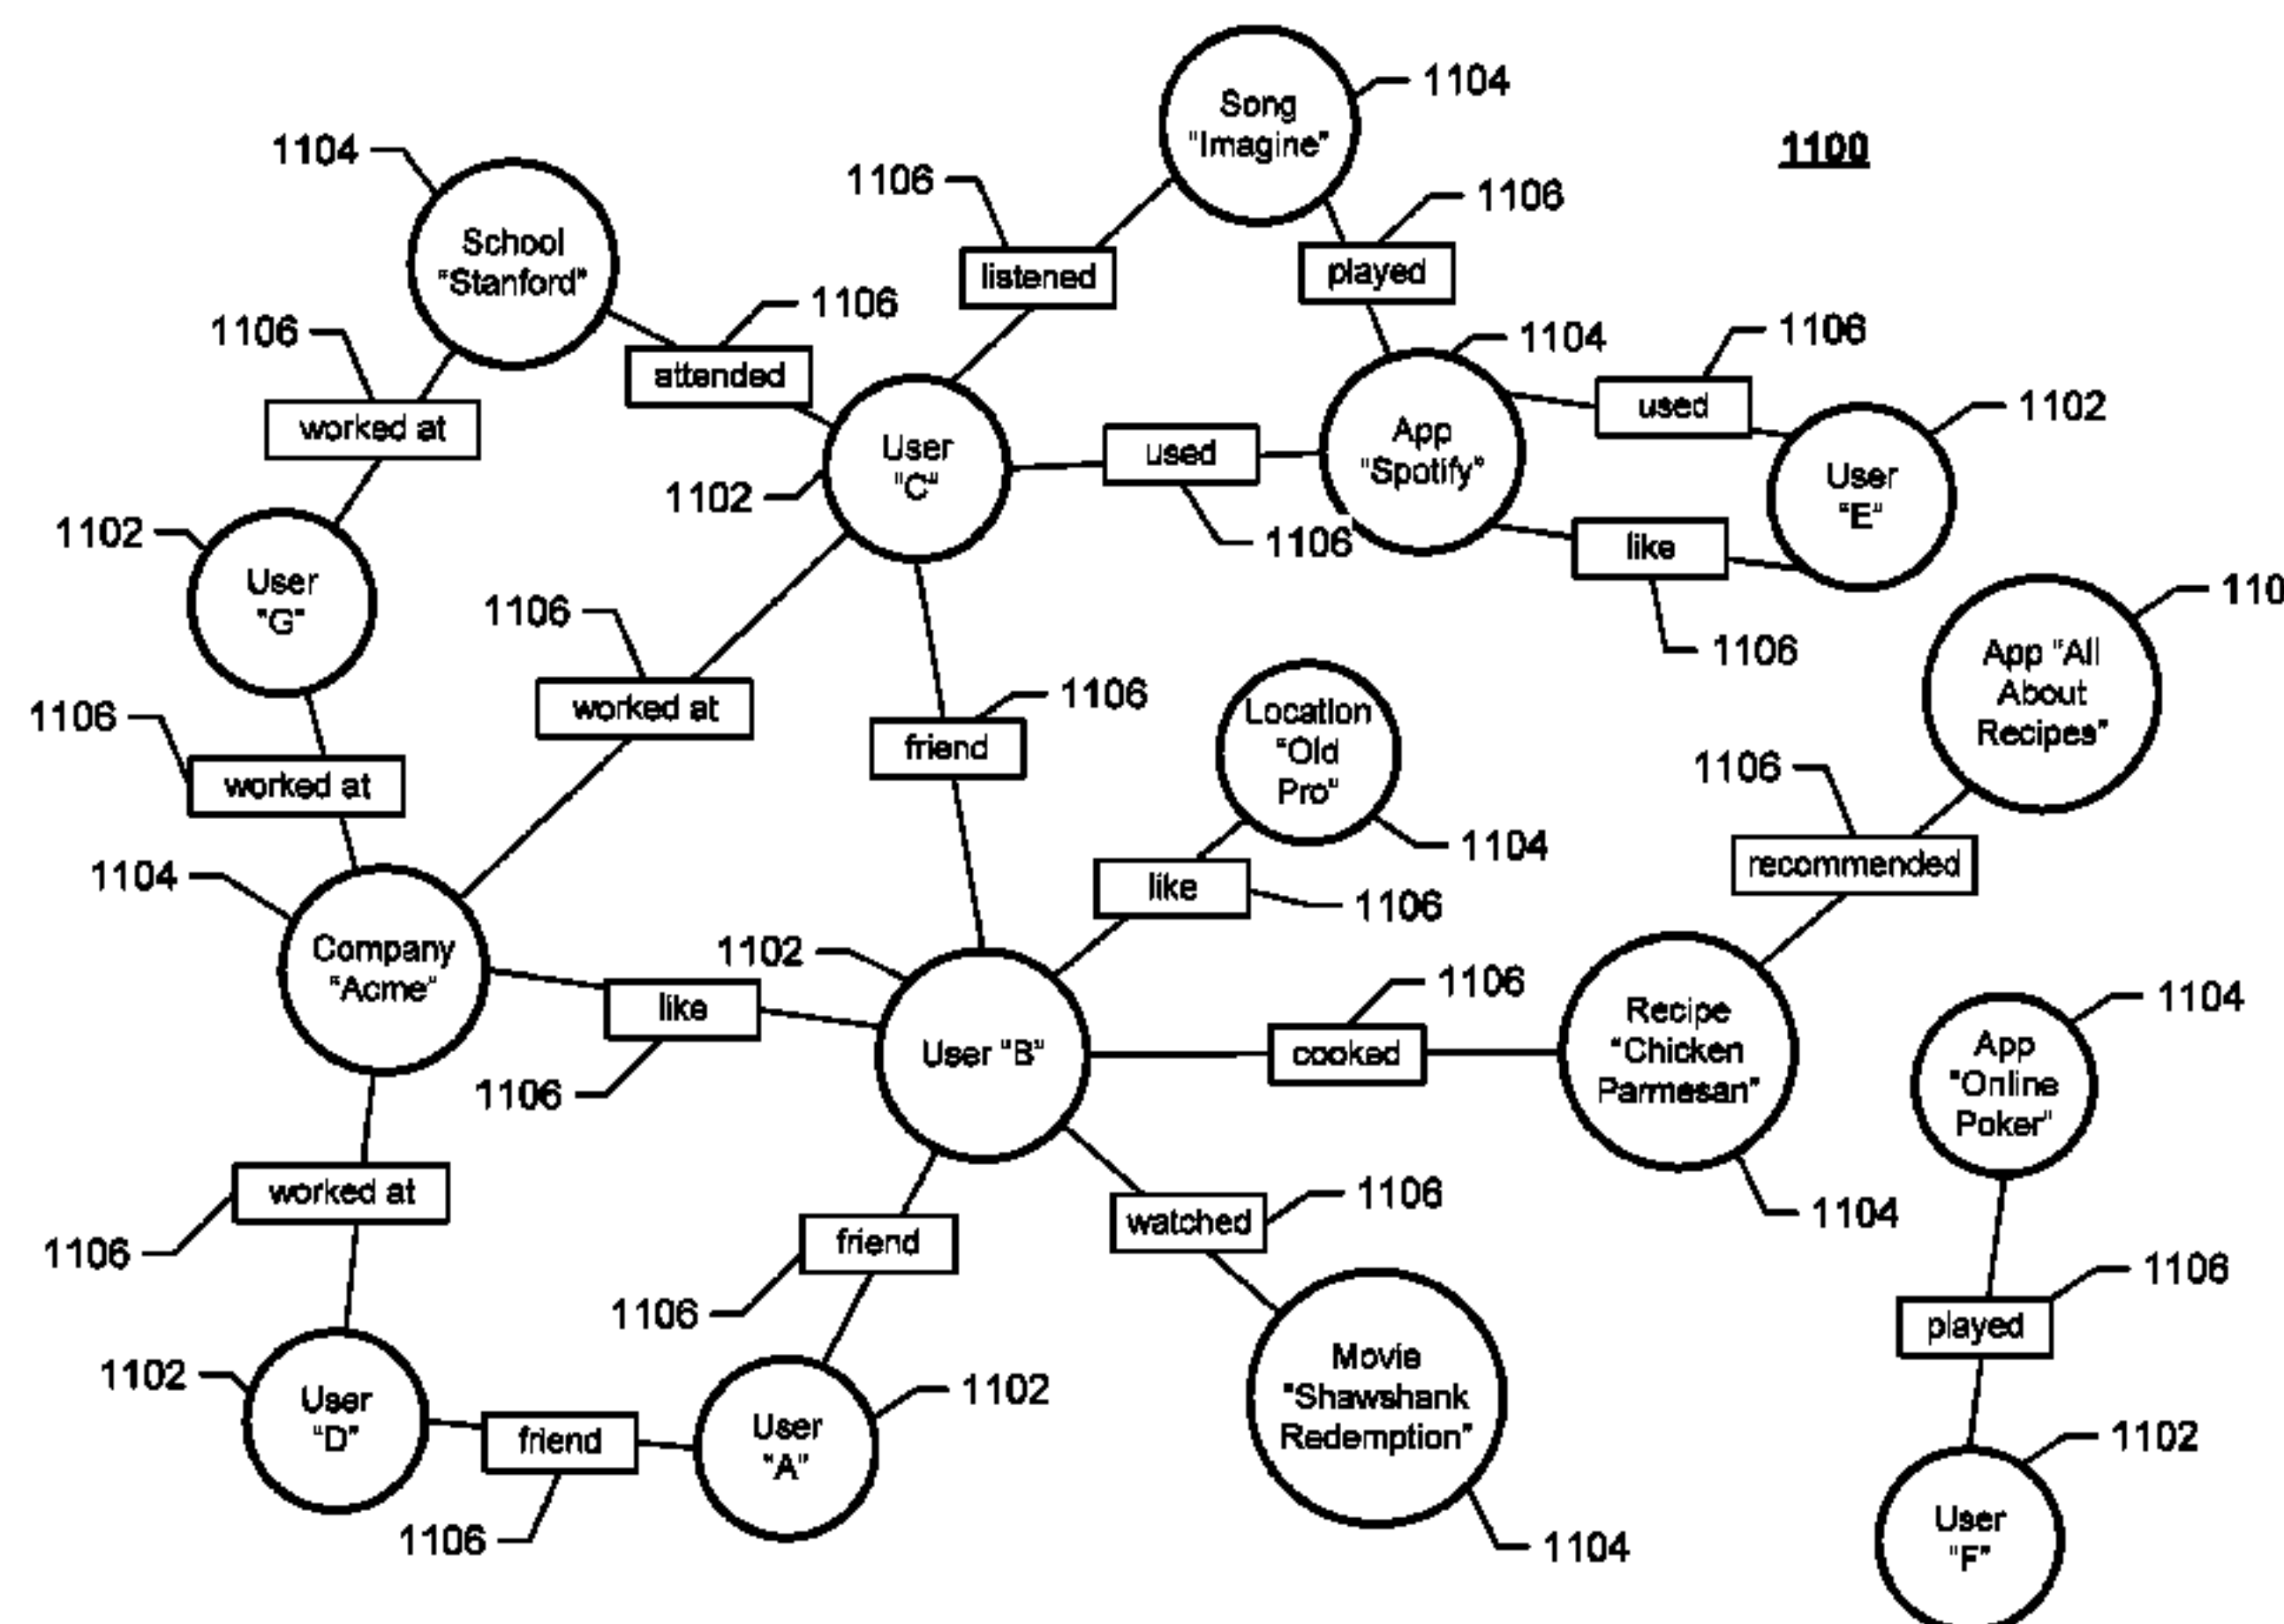 1104
Song
"Imagine"
1100
1104
School
"Stanford"
1106
listened
1106
played
1106
attended
1106
worked at
1104
App
"Spotify"
1106
used
1102
User
"E"
User
"C"
1102
used
1106
like
1106
1102
User
"G"
1106
worked at
1106
worked at
1106
friend
Location
"Old
Pro"
1104
110
App "All
About
Recipes"
1106
recommended
1104
Company
"Acme"
like
1106
1102
User "B"
like
1106
1106
cooked
Recipe
"Chicken
Parmesan"
1104
1104
App
"Online
Poker"
worked at
1106
friend
1106
watched
1106
1106
played
1102
User
"D"
friend
1106
1102
User
"A"
Movie
"Shawshank
Redemption"
1104
1102
User
"F"